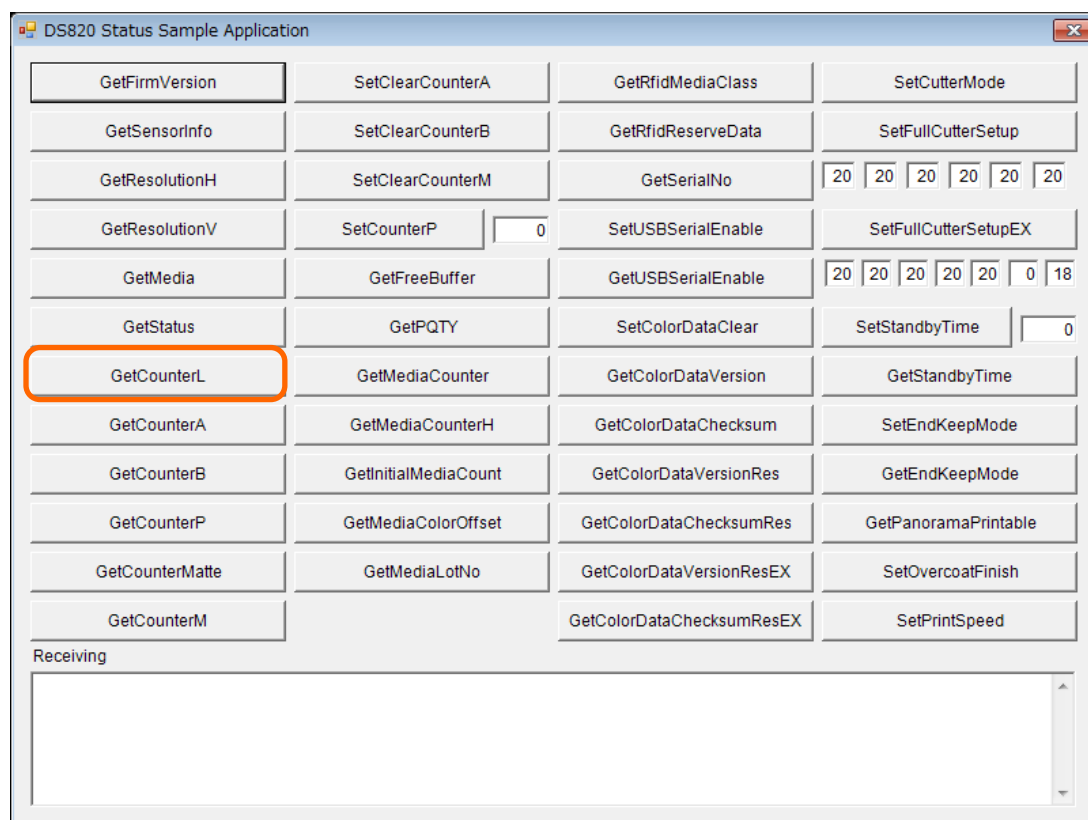 DS820 Status Sample Application
GetFirmVersion SetClearCounterA GetRfidMediaClass SetCutterMode
GetSensorInfo SetClearCounterB GetRfidReserveData SetFullCutterSetup
GetResolutionH SetClearCounterM GetSerialNo 20 20 20 20 20 20
GetResolutionV SetCounterP 0 SetUSBSerialEnable SetFullCutterSetupEX
GetMedia GetFreeBuffer GetUSBSerialEnable 20 20 20 20 20 0 18
GetStatus GetPQTY SetColorDataClear SetStandbyTime 0
GetCounterL GetMediaCounter GetColorDataVersion GetStandbyTime
GetCounterA GetMediaCounterH GetColorDataChecksum SetEndKeepMode
GetCounterB GetInitialMediaCount GetColorDataVersionRes GetEndKeepMode
GetCounterP GetMediaColorOffset GetColorDataChecksumRes GetPanoramaPrintable
GetCounterMatte GetMediaLotNo GetColorDataVersionResEX SetOvercoatFinish
GetCounterM GetColorDataChecksumResEX SetPrintSpeed
Receiving